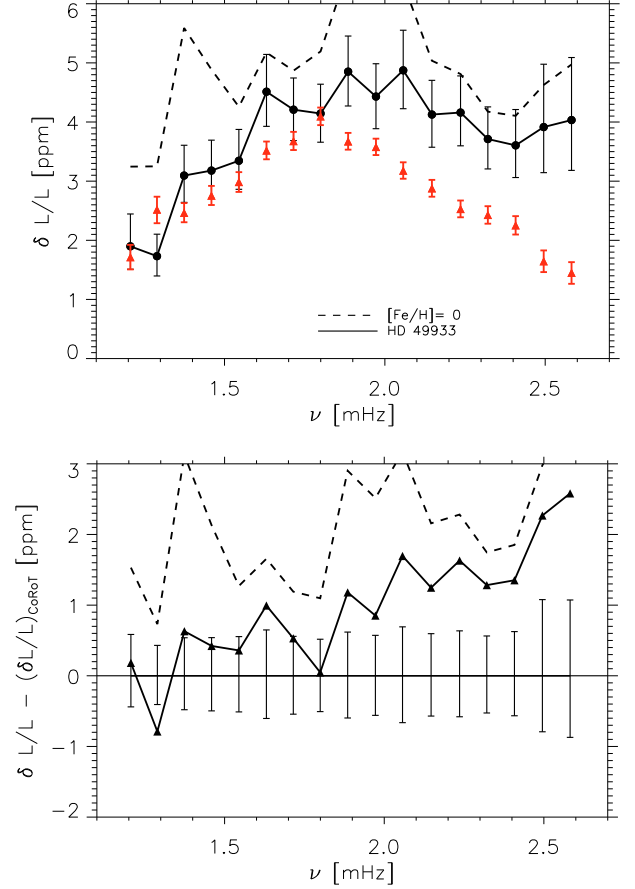 6
5
4
3
2
1
0
δ L/L [ppm]
[Fe/H]= 0
HD 49933
1.5 2.0 2.5
ν [mHz]
3
2
1
0
−1
−2
δ L/L − (δL/L)CoRoT [ppm]
1.5 2.0 2.5
ν [mHz]